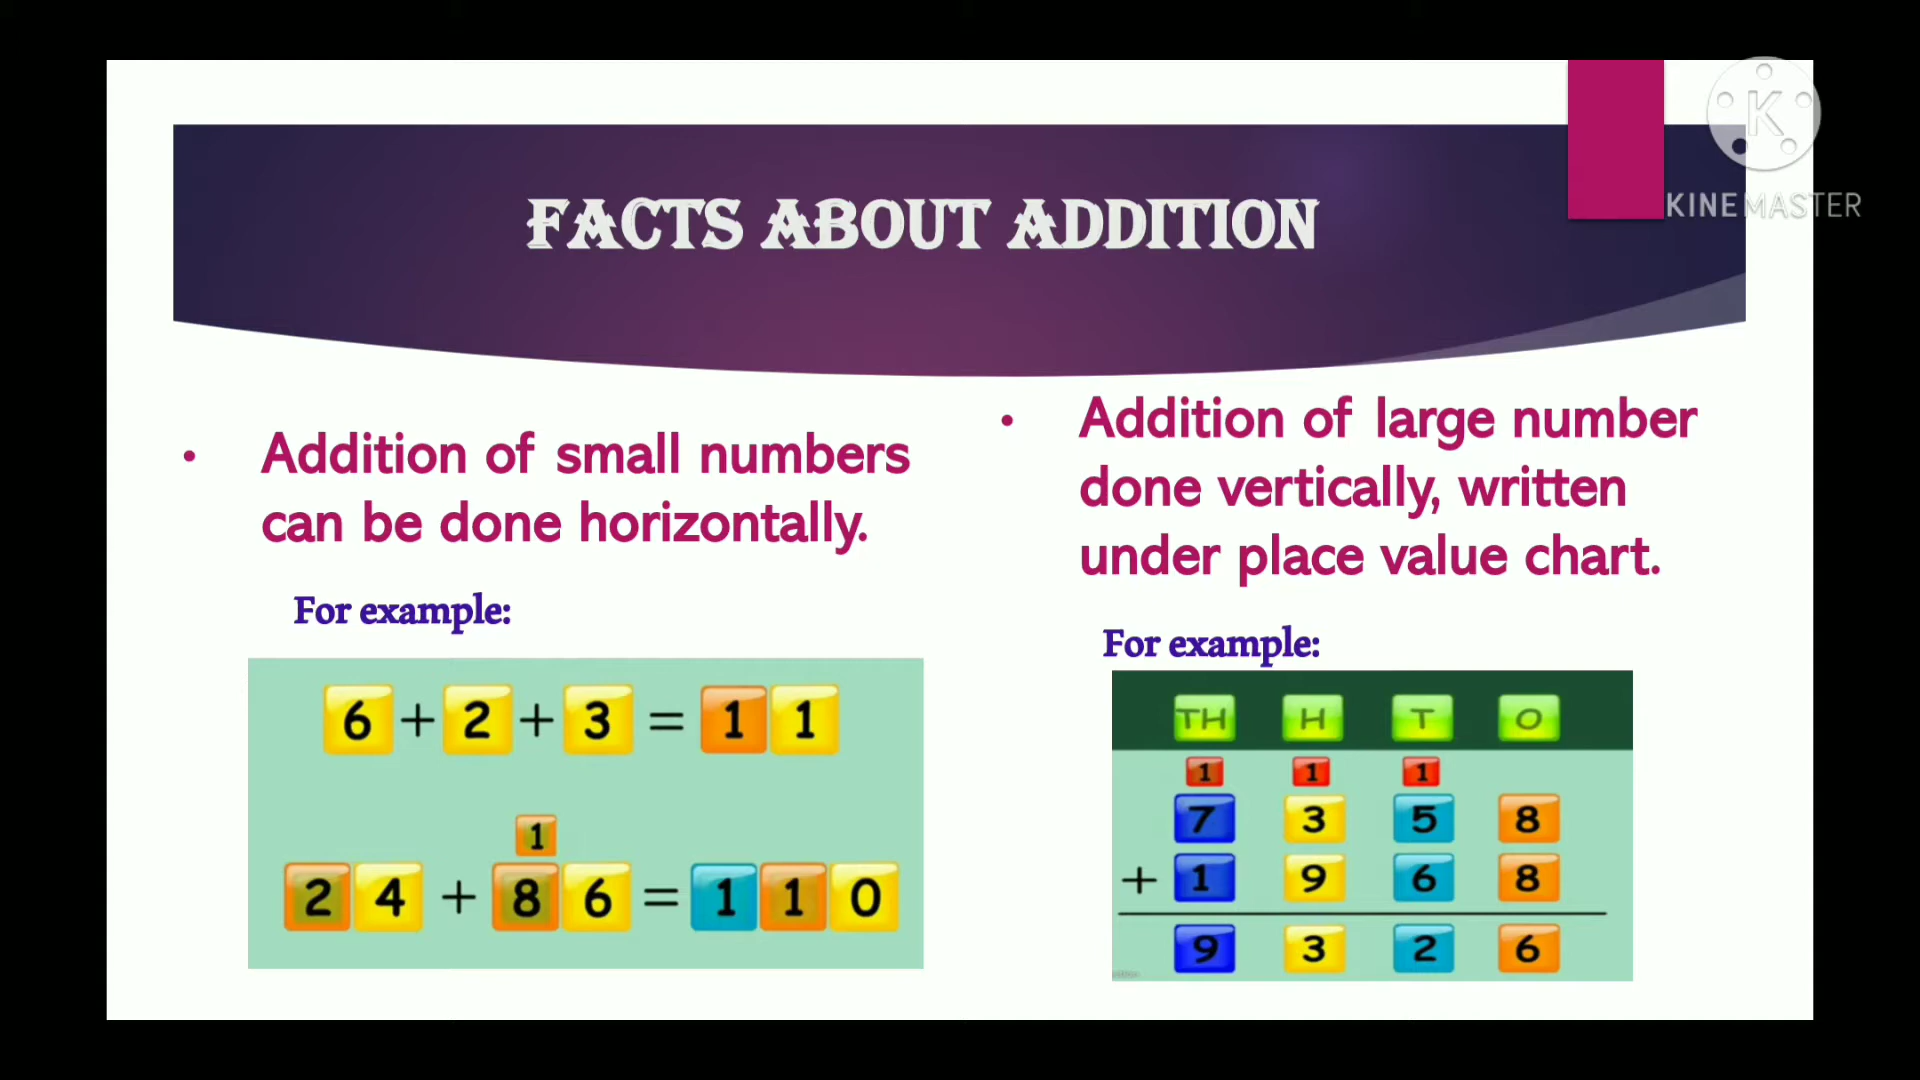 K
KINEMASTER
FACTS ABOUT ADDITION
Addition of small numbers
can be done horizontally.
For example:
6 + 2 + 3 = 1 1
1
2 4 + 8 6 = 1 1 0
Addition of large number
done vertically, written
under place value chart.
For example:
TH H T O
1 1 1
7 3 5 8
+ 1 9 6 8
9 3 2 6